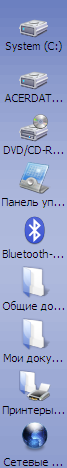 System (C:)
ACERDAT...
DVD/CD-R...
Панель уп...
Bluetooth-...
Общие до...
Мои доку...
Принтеры...
Сетевые ...